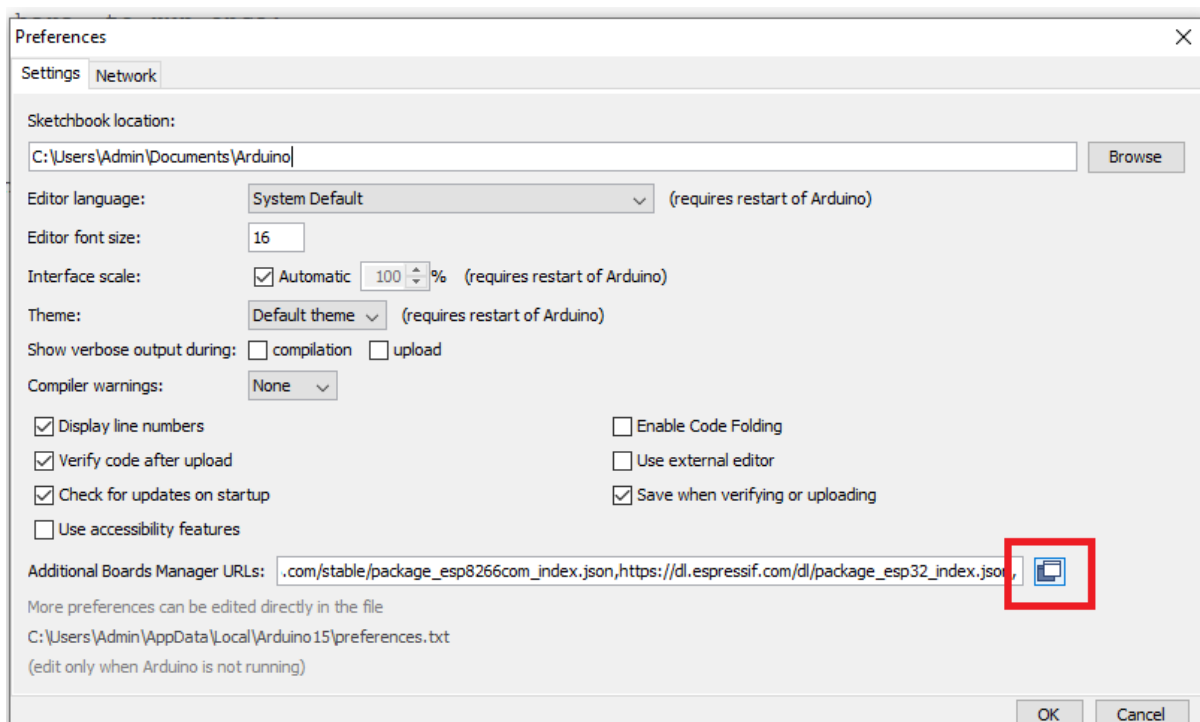 Preferences
Settings Network
Sketchbook location:
C:\Users\Admin\Documents\Arduino Browse
Editor language: System Default (requires restart of Arduino)
Editor font size: 16
Interface scale: Automatic 100 % (requires restart of Arduino)
Theme: Default theme (requires restart of Arduino)
Show verbose output during: compilation upload
Compiler warnings: None
Display line numbers Enable Code Folding
Verify code after upload Use external editor
Check for updates on startup Save when verifying or uploading
Use accessibility features
Additional Boards Manager URLs: .com/stable/package_esp8266com_index.json,https://dl.espressif.com/dl/package_esp32_index.json,
More preferences can be edited directly in the file
C:\Users\Admin\AppData\Local\Arduino15\preferences.txt
(edit only when Arduino is not running)
OK Cancel